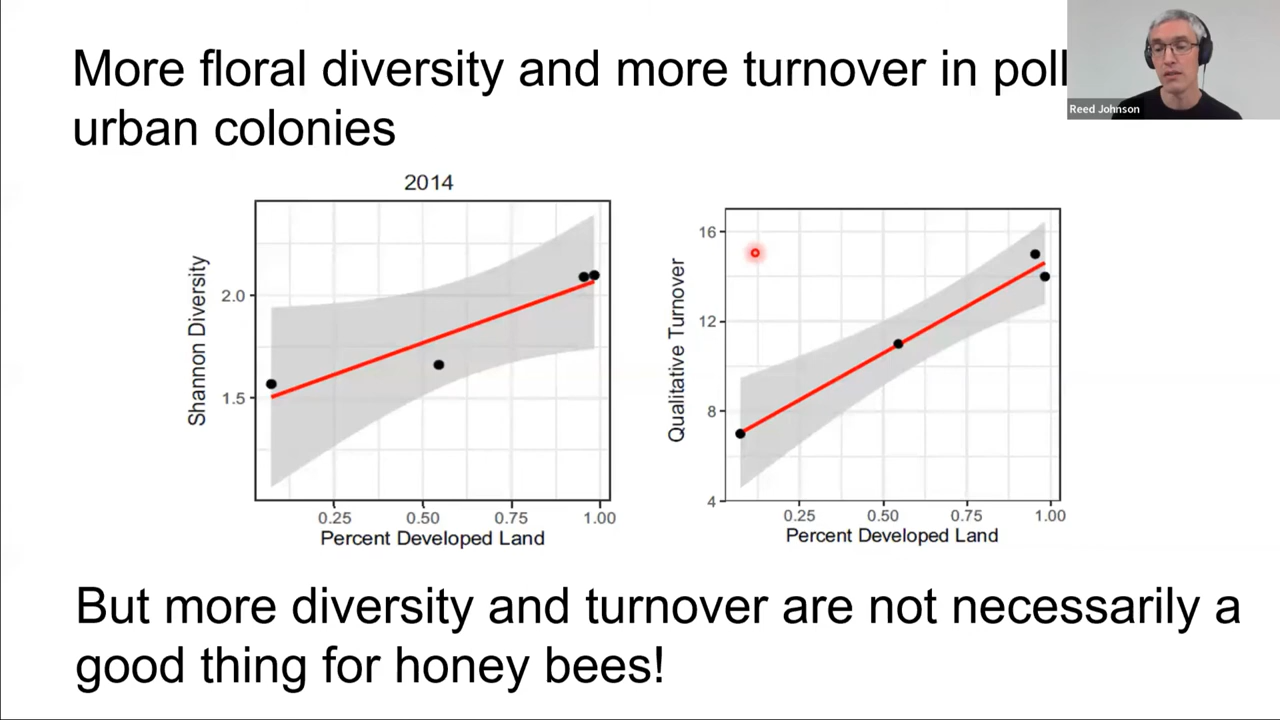 More floral diversity and more turnover in
urban colonies
Reed Johnson
2014
Shannon Diversity
2.0
1.5
0.25 0.50 0.75 1.00
Percent Developed Land
Qualitative Turnover
16
12
8
4
0.25 0.50 0.75 1.00
Percent Developed Land
But more diversity and turnover are not necessarily a
good thing for honey bees!